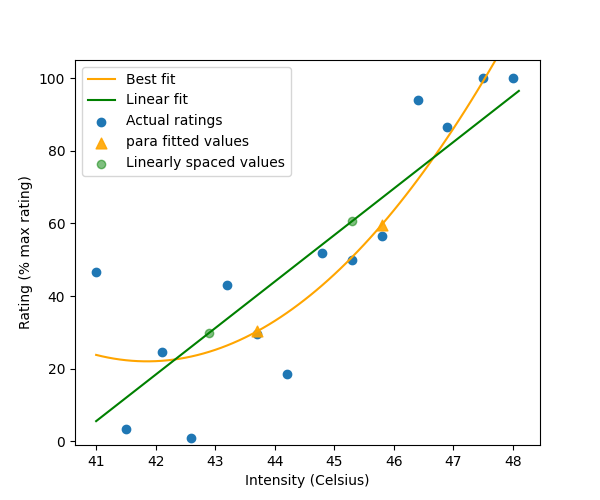 Best fit
Linear fit
Actual ratings
para fitted values
Linearly spaced values
100
80
60
40
20
0
Rating (% max rating)
41 42 43 44 45 46 47 48
Intensity (Celsius)